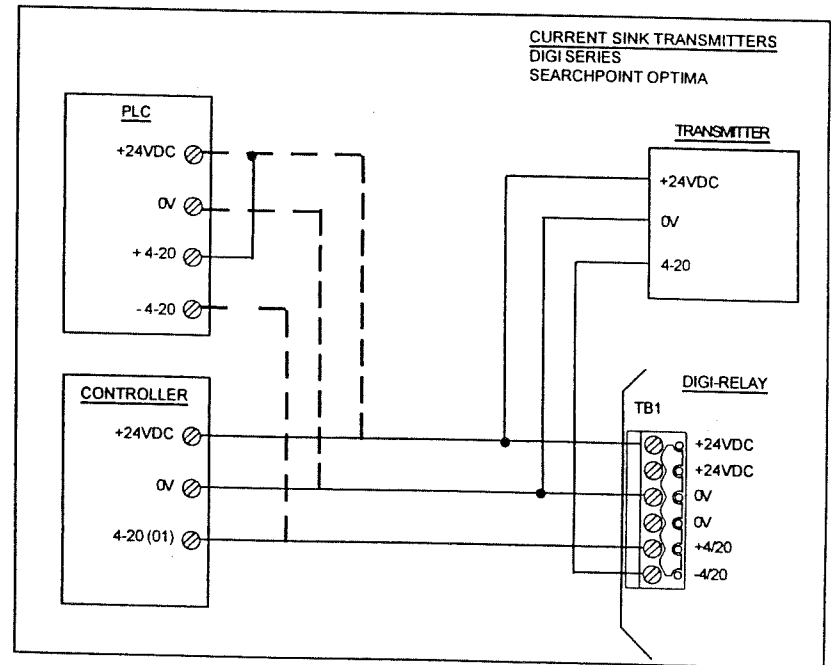 CURRENT SINK TRANSMITTERS
DIGI SERIES
SEARCHPOINT OPTIMA
PLC
+24VDC
0V
+ 4-20
- 4-20
TRANSMITTER
+24VDC
0V
4-20
CONTROLLER
+24VDC
0V
4-20 (01)
DIGI-RELAY
TB1
+24VDC
+24VDC
0V
0V
+4/20
-4/20